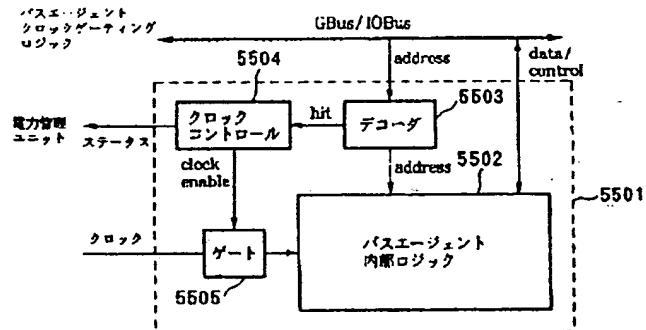 バスエージェント
クロックゲーティング
ロジック
GBus/IOBus
5504
address
data/
control
5503
電力管理
ユニット
ステータス
クロック
コントロール
hit
デコーダ
clock
enable
address
5502
5501
クロック
ゲート
バスエージェント
内部ロジック
5505